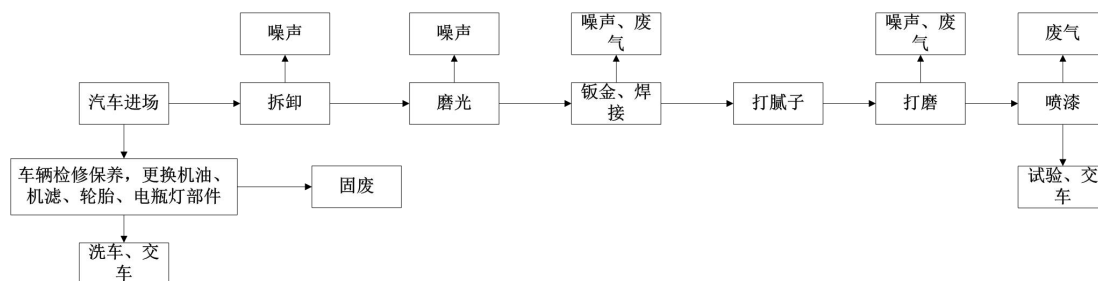 噪声
噪声
噪声、废
气
噪声、废
气
废气
汽车进场
拆卸
磨光
钣金、焊
接
打腻子
打磨
喷漆
车辆检修保养，更换机油、
机滤、轮胎、电瓶灯部件
固废
试验、交
车
洗车、交
车